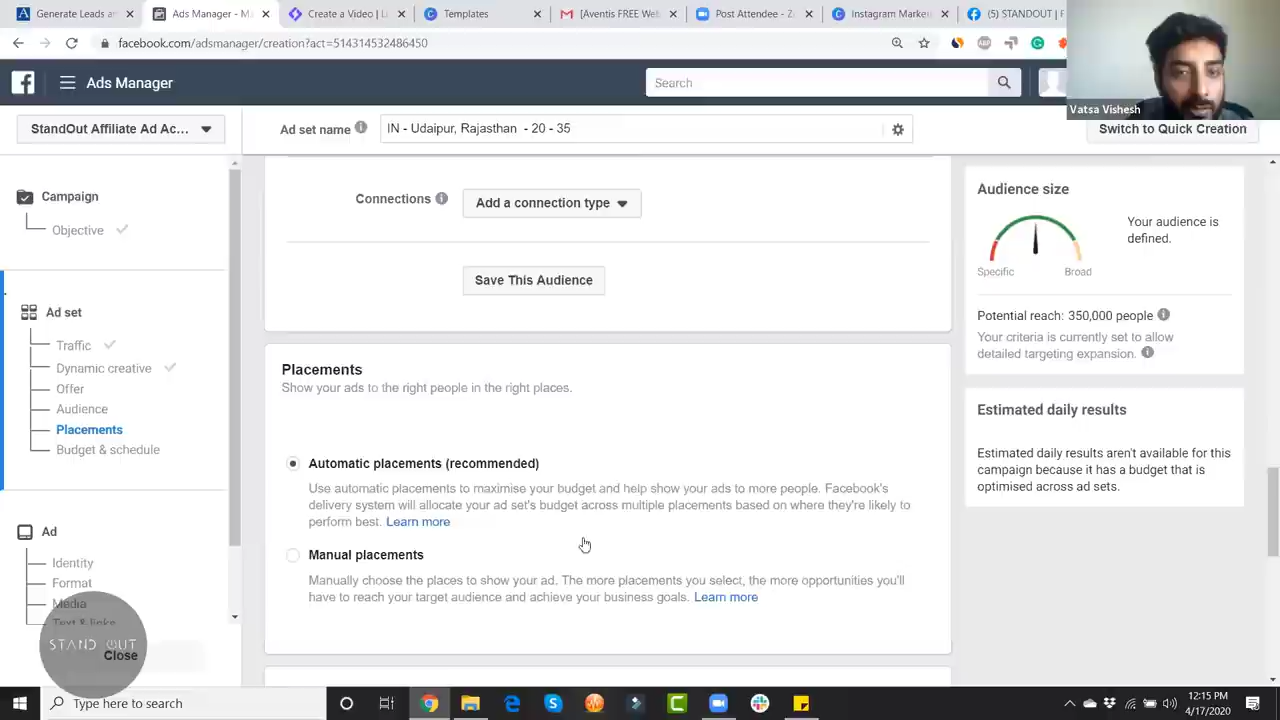 Generate Leads and
Ads Manager - M
Create a Video | L
Templates
[Aventis FREE Web
Post Attendee - Zo
Instagram Marke
(5) STANDOUT | F
facebook.com/adsmanager/creation?act=514314532486450
ABP
Ads Manager
Search
Vatsa Vishesh
StandOut Affiliate Ad Ac...
Ad set name
IN - Udaipur, Rajasthan - 20 - 35
Switch to Quick Creation
Campaign
Objective
Ad set
Traffic
Dynamic creative
Offer
Audience
Placements
Budget & schedule
Ad
Identity
Format
Media
Text & links
STAND OUT
Close
Connections
Add a connection type
Save This Audience
Placements
Show your ads to the right people in the right places.
Automatic placements (recommended)
Use automatic placements to maximise your budget and help show your ads to more people. Facebook's
delivery system will allocate your ad set's budget across multiple placements based on where they're likely to
perform best. Learn more
Manual placements
Manually choose the places to show your ad. The more placements you select, the more opportunities you'll
have to reach your target audience and achieve your business goals. Learn more
Audience size
Your audience is
defined.
Specific
Broad
Potential reach: 350,000 people
Your criteria is currently set to allow
detailed targeting expansion.
Estimated daily results
Estimated daily results aren't available for this
campaign because it has a budget that is
optimised across ad sets.
Type here to search
12:15 PM
4/17/2020